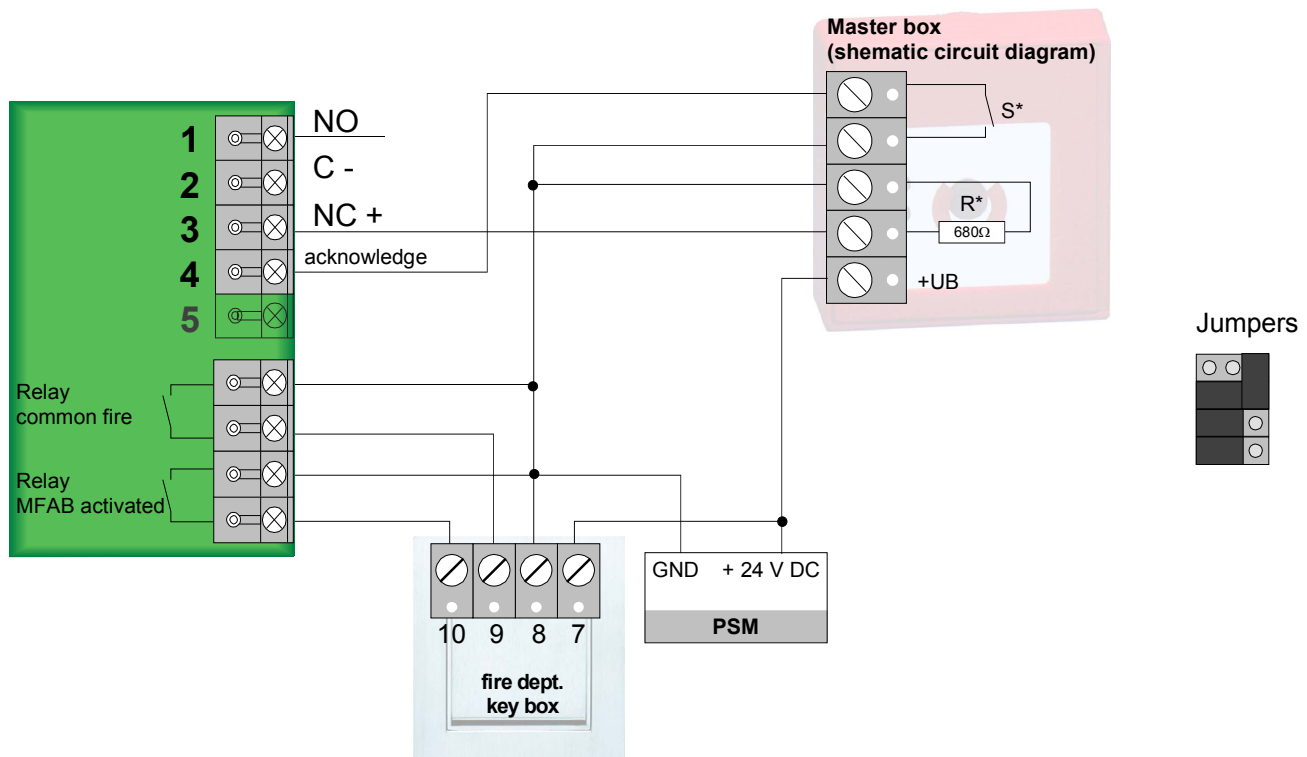 Master box
(shematic circuit diagram)
1
NO
2
C -
3
NC +
4
acknowledge
5
S*
R*
680Ω
+UB
Jumpers
Relay
common fire
Relay
MFAB activated
GND + 24 V DC
PSM
10 9 8 7
fire dept.
key box